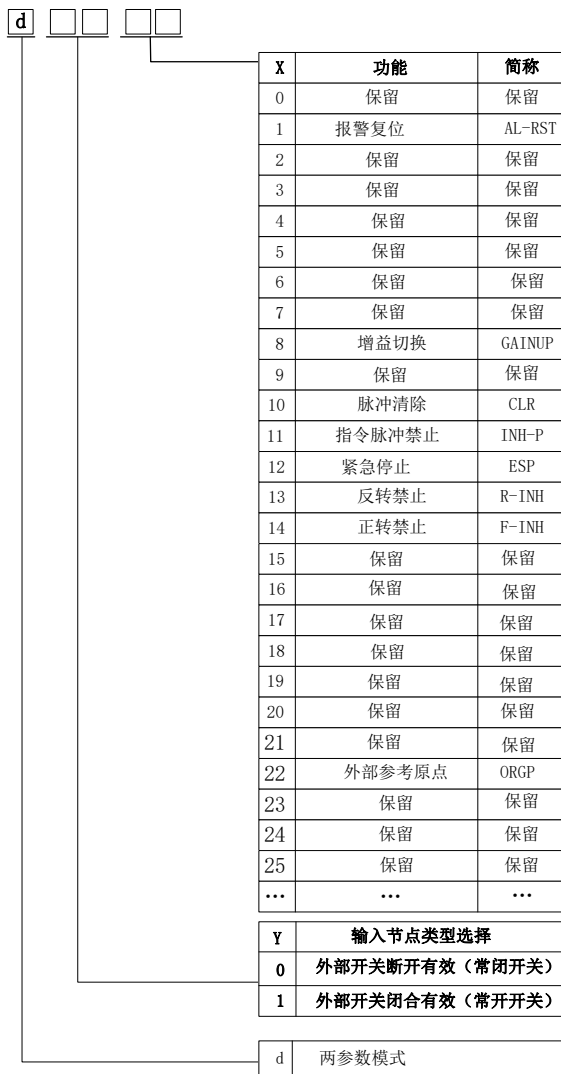 d
X 功能 简称
0 保留 保留
1 报警复位 AL-RST
2 保留 保留
3 保留 保留
4 保留 保留
5 保留 保留
6 保留 保留
7 保留 保留
8 增益切换 GAINUP
9 保留 保留
10 脉冲清除 CLR
11 指令脉冲禁止 INH-P
12 紧急停止 ESP
13 反转禁止 R-INH
14 正转禁止 F-INH
15 保留 保留
16 保留 保留
17 保留 保留
18 保留 保留
19 保留 保留
20 保留 保留
21 保留 保留
22 外部参考原点 ORGP
23 保留 保留
24 保留 保留
25 保留 保留
… … …
Y 输入节点类型选择
0 外部开关断开有效（常闭开关）
1 外部开关闭合有效（常开开关）
d 两参数模式